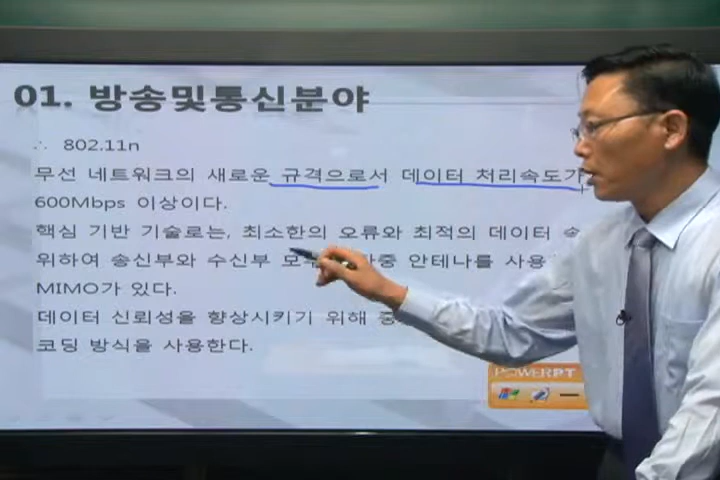 01. 방송및통신분야
∴ 802.11n
무선 네트워크의 새로운 규격으로서 데이터 처리속도가
600Mbps 이상이다.
핵심 기반 기술로는, 최소한의 오류와 최적의 데이터
위하여 송신부와 수신부 안테나를 사용
MIMO가 있다.
데이터 신뢰성을 향상시키기 위해
코딩 방식을 사용한다.
POWERPT